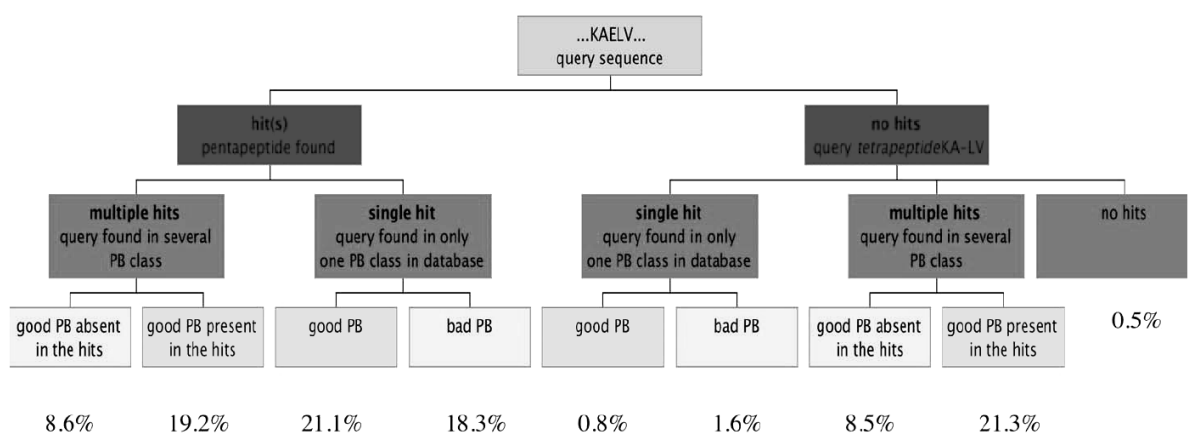 ...KAELV...
query sequence
hit(s)
pentapeptide found
no hits
query tetrapeptideKA-LV
multiple hits
query found in several
PB class
single hit
query found in only
one PB class in database
single hit
query found in only
one PB class in database
multiple hits
query found in several
PB class
no hits
good PB absent
in the hits
good PB present
in the hits
good PB
bad PB
good PB
bad PB
good PB absent
in the hits
good PB present
in the hits
0.5%
8.6%
19.2%
21.1%
18.3%
0.8%
1.6%
8.5%
21.3%